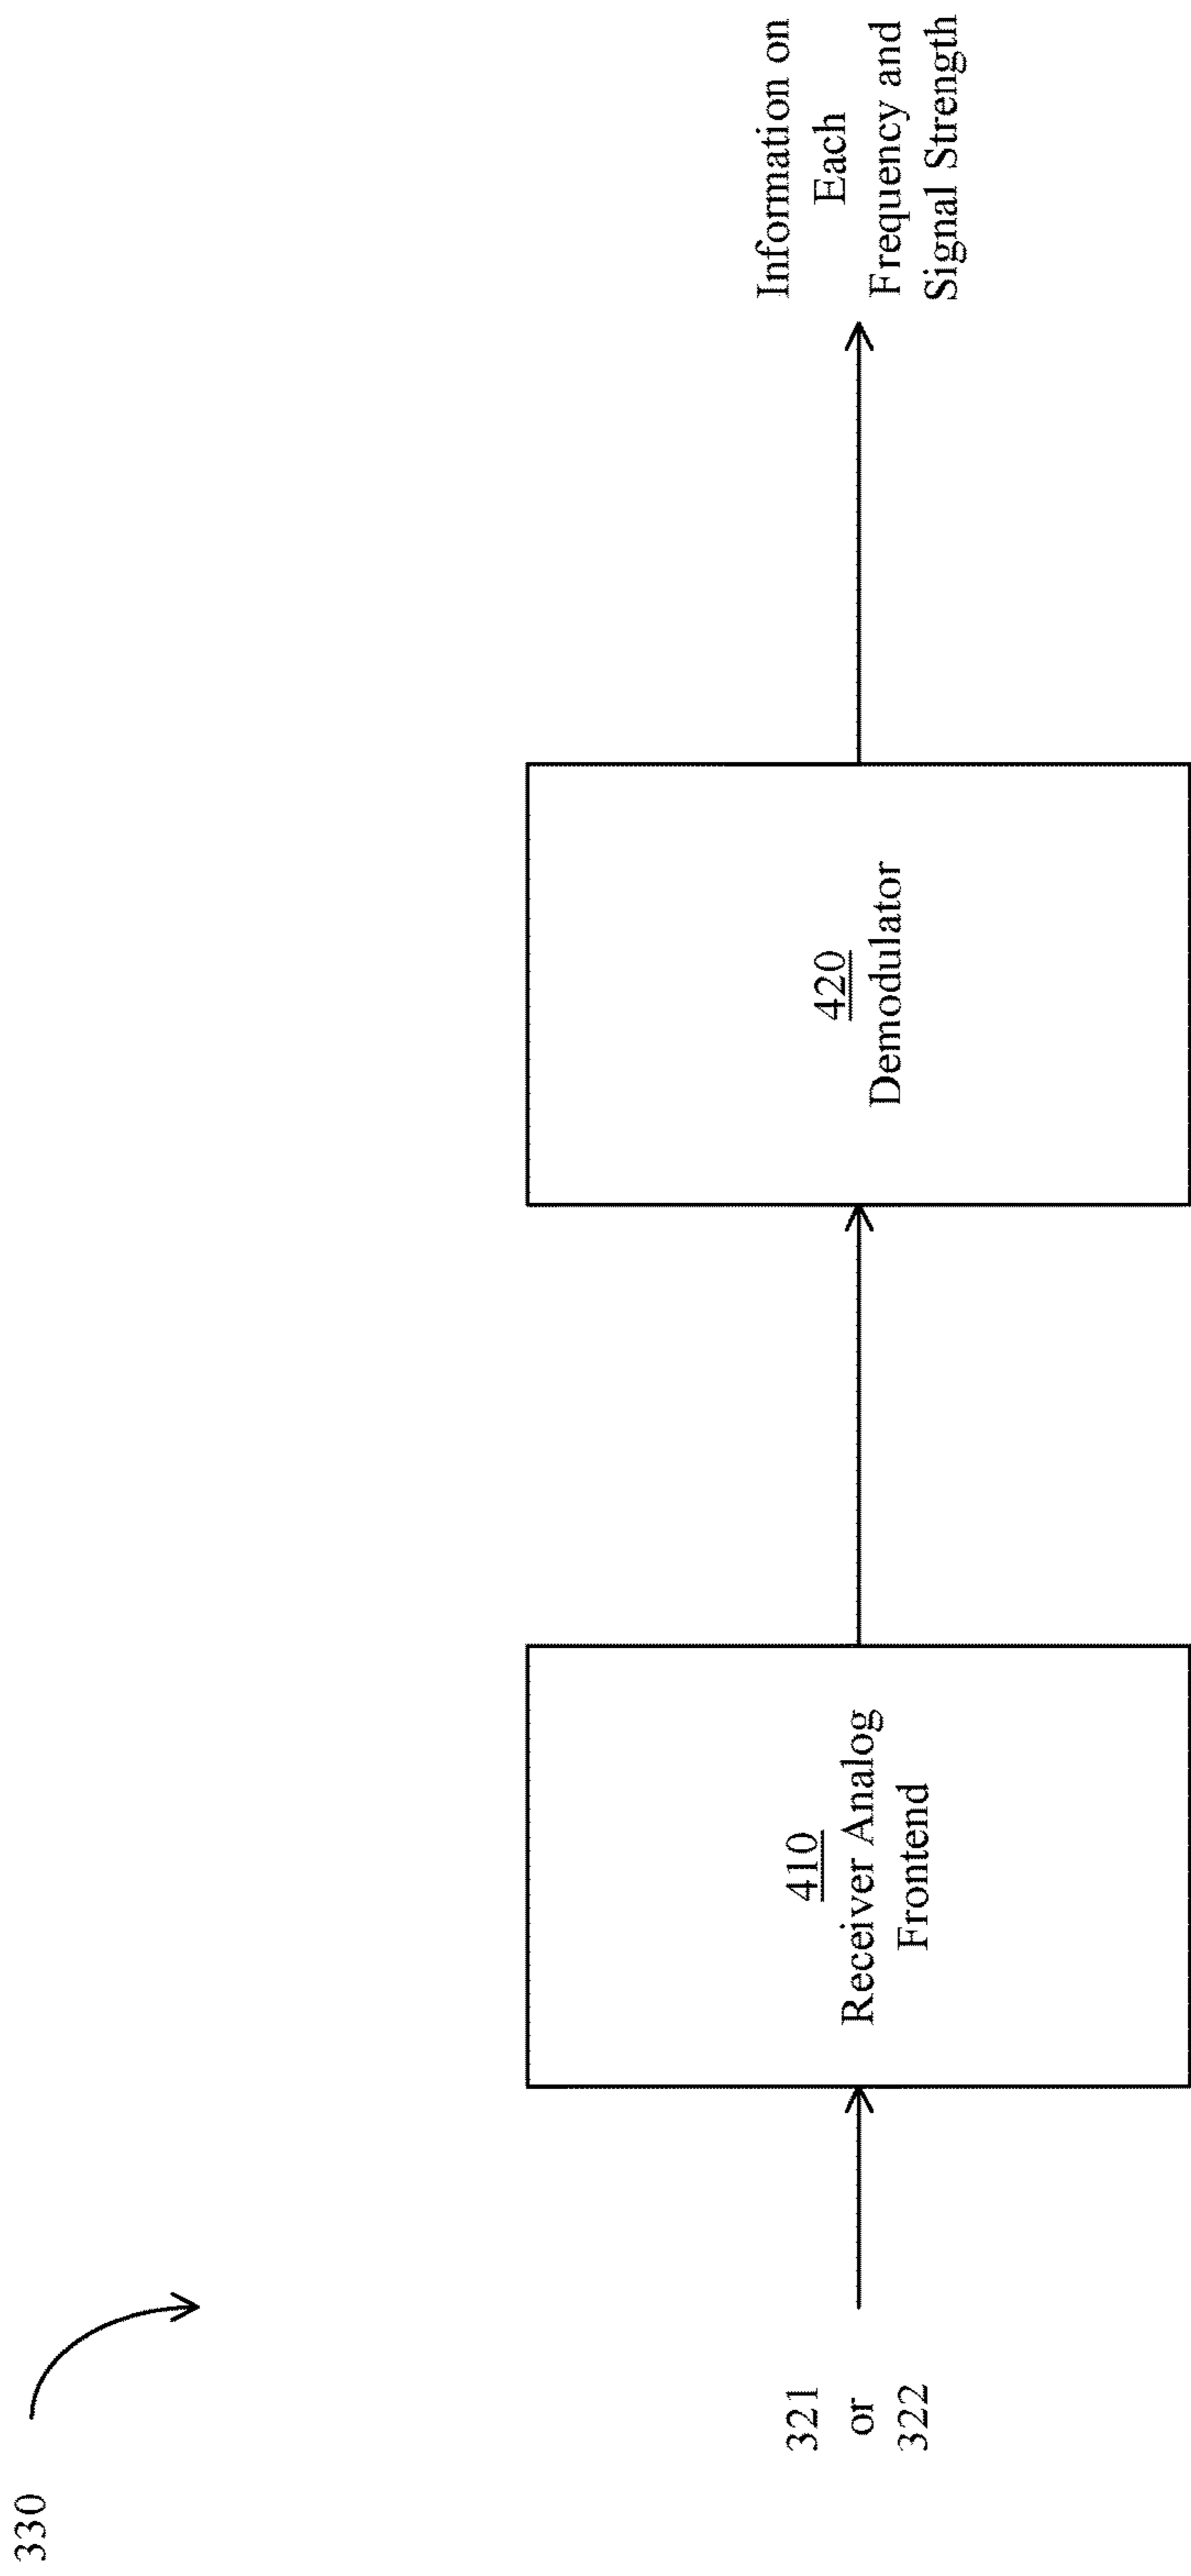 330
321
or
322
410
Receiver Analog
Frontend
420
Demodulator
Information on
Each
Frequency and
Signal Strength